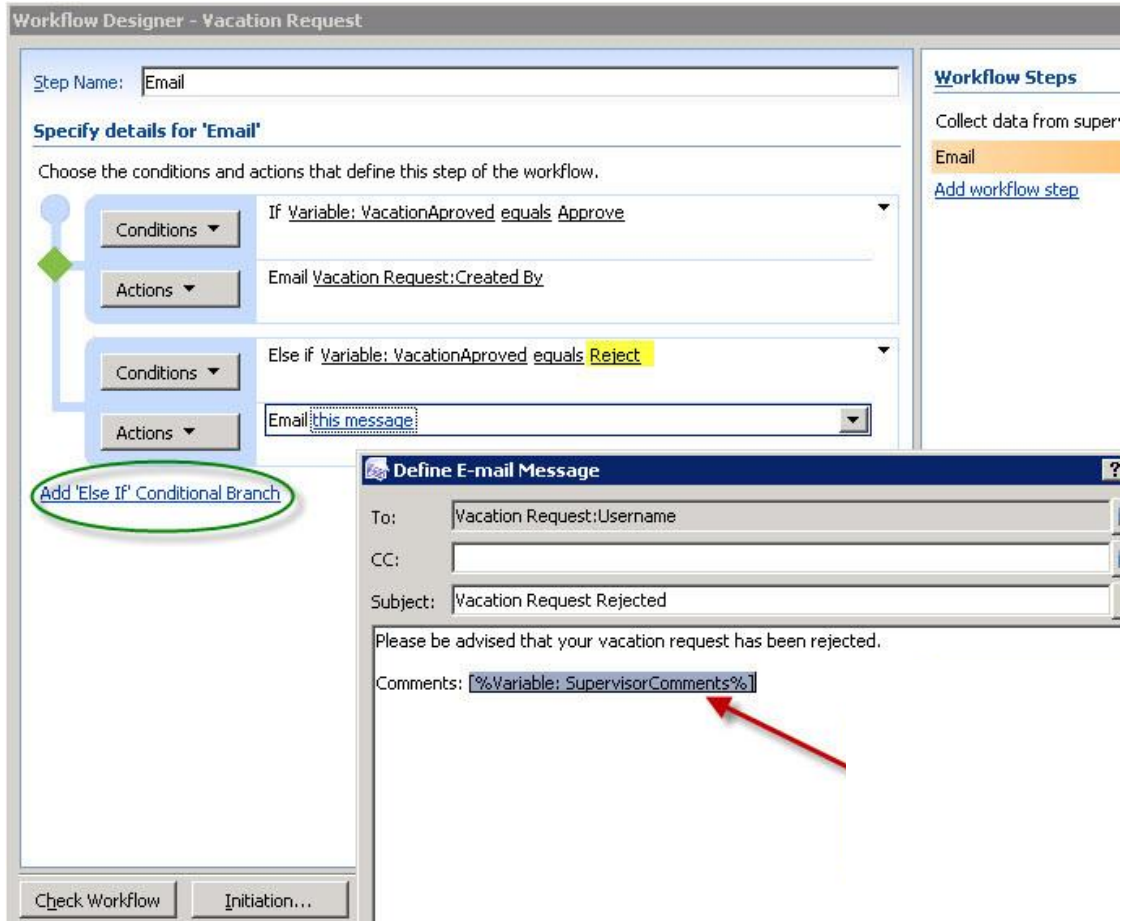 Workflow Designer - Vacation Request
Step Name: Email
Specify details for 'Email'
Choose the conditions and actions that define this step of the workflow.
Conditions
If Variable: VacationAproved equals Approve
Actions
Email Vacation Request:Created By
Conditions
Else if Variable: VacationAproved equals Reject
Actions
Email this message
Add 'Else If' Conditional Branch
Workflow Steps
Collect data from super
Email
Add workflow step
Define E-mail Message
?
To: Vacation Request:Username
CC:
Subject: Vacation Request Rejected
Please be advised that your vacation request has been rejected.
Comments: [%Variable: SupervisorComments%]
Check Workflow
Initiation...